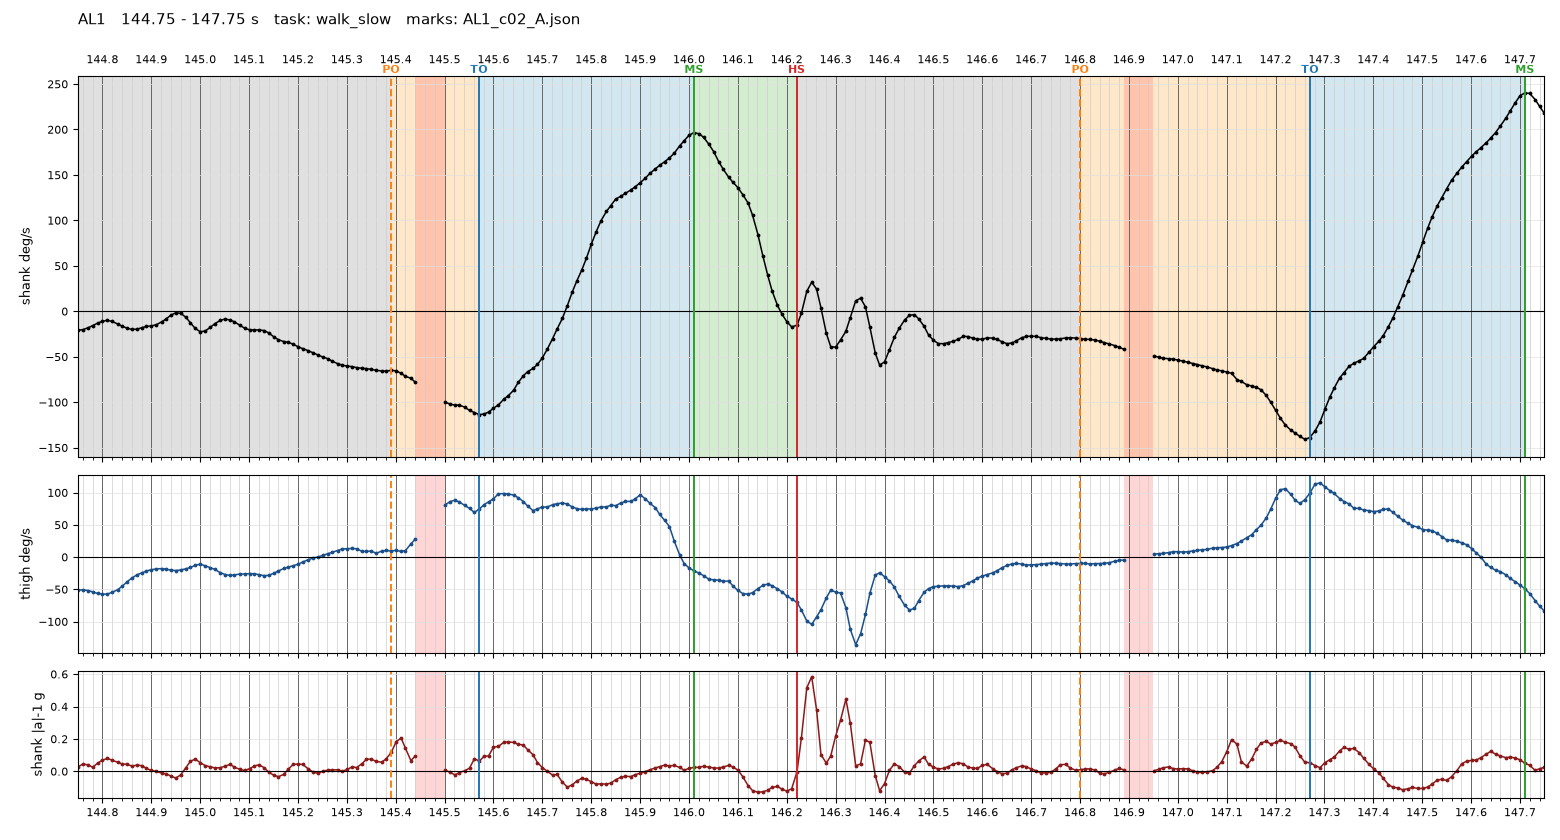 AL1   144.75 - 147.75 s   task: walk_slow   marks: AL1_c02_A.json
144.8 144.9 145.0 145.1 145.2 145.3 145.4 145.5 145.6 145.7 145.8 145.9 146.0 146.1 146.2 146.3 146.4 146.5 146.6 146.7 146.8 146.9 147.0 147.1 147.2 147.3 147.4 147.5 147.6 147.7
PO TO MS HS PO TO MS
shank deg/s
250
200
150
100
50
0
−50
−100
−150
thigh deg/s
100
50
0
−50
−100
shank |a|-1 g
0.6
0.4
0.2
0.0
144.8 144.9 145.0 145.1 145.2 145.3 145.4 145.5 145.6 145.7 145.8 145.9 146.0 146.1 146.2 146.3 146.4 146.5 146.6 146.7 146.8 146.9 147.0 147.1 147.2 147.3 147.4 147.5 147.6 147.7